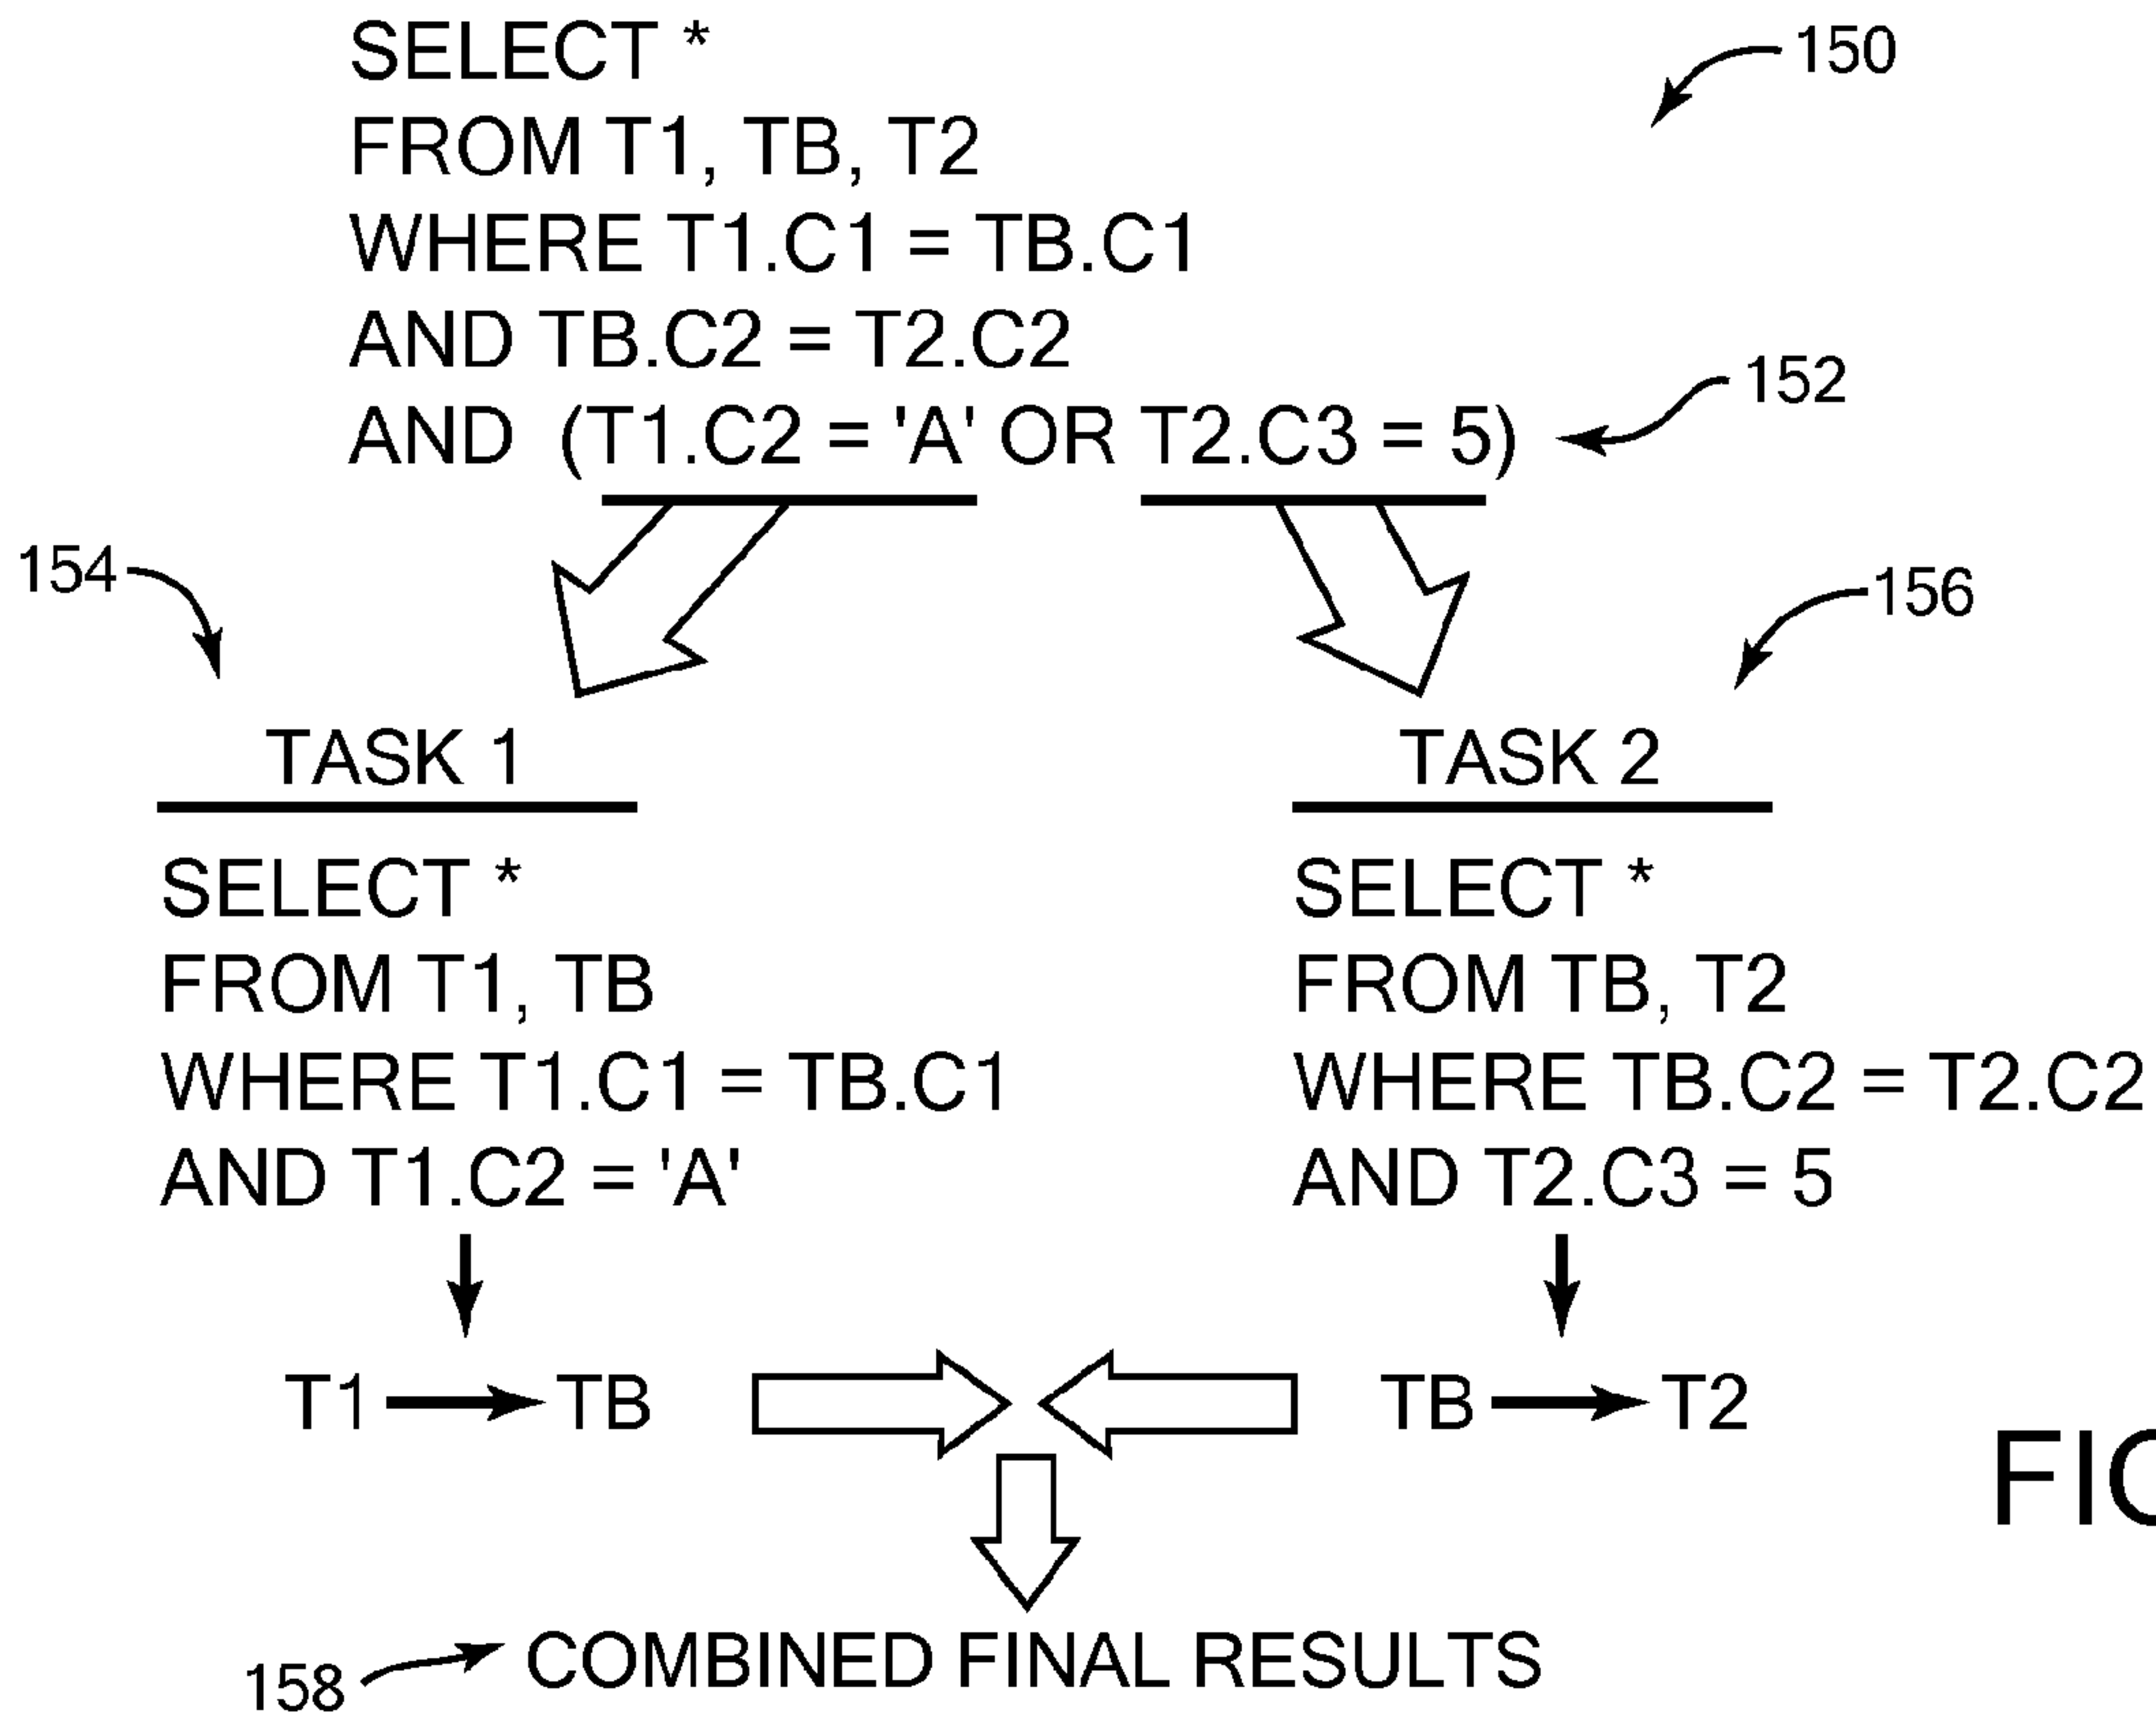 SELECT *
150
FROM T1, TB, T2
WHERE T1.C1 = TB.C1
AND TB.C2 = T2.C2
152
AND (T1.C2 = 'A' OR T2.C3 = 5)
154
156
TASK 1
SELECT *
FROM T1, TB
WHERE T1.C1 = TB.C1
AND T1.C2 = 'A'
T1 TB
TASK 2
SELECT *
FROM TB, T2
WHERE TB.C2 = T2.C2
AND T2.C3 = 5
TB T2
158 COMBINED FINAL RESULTS